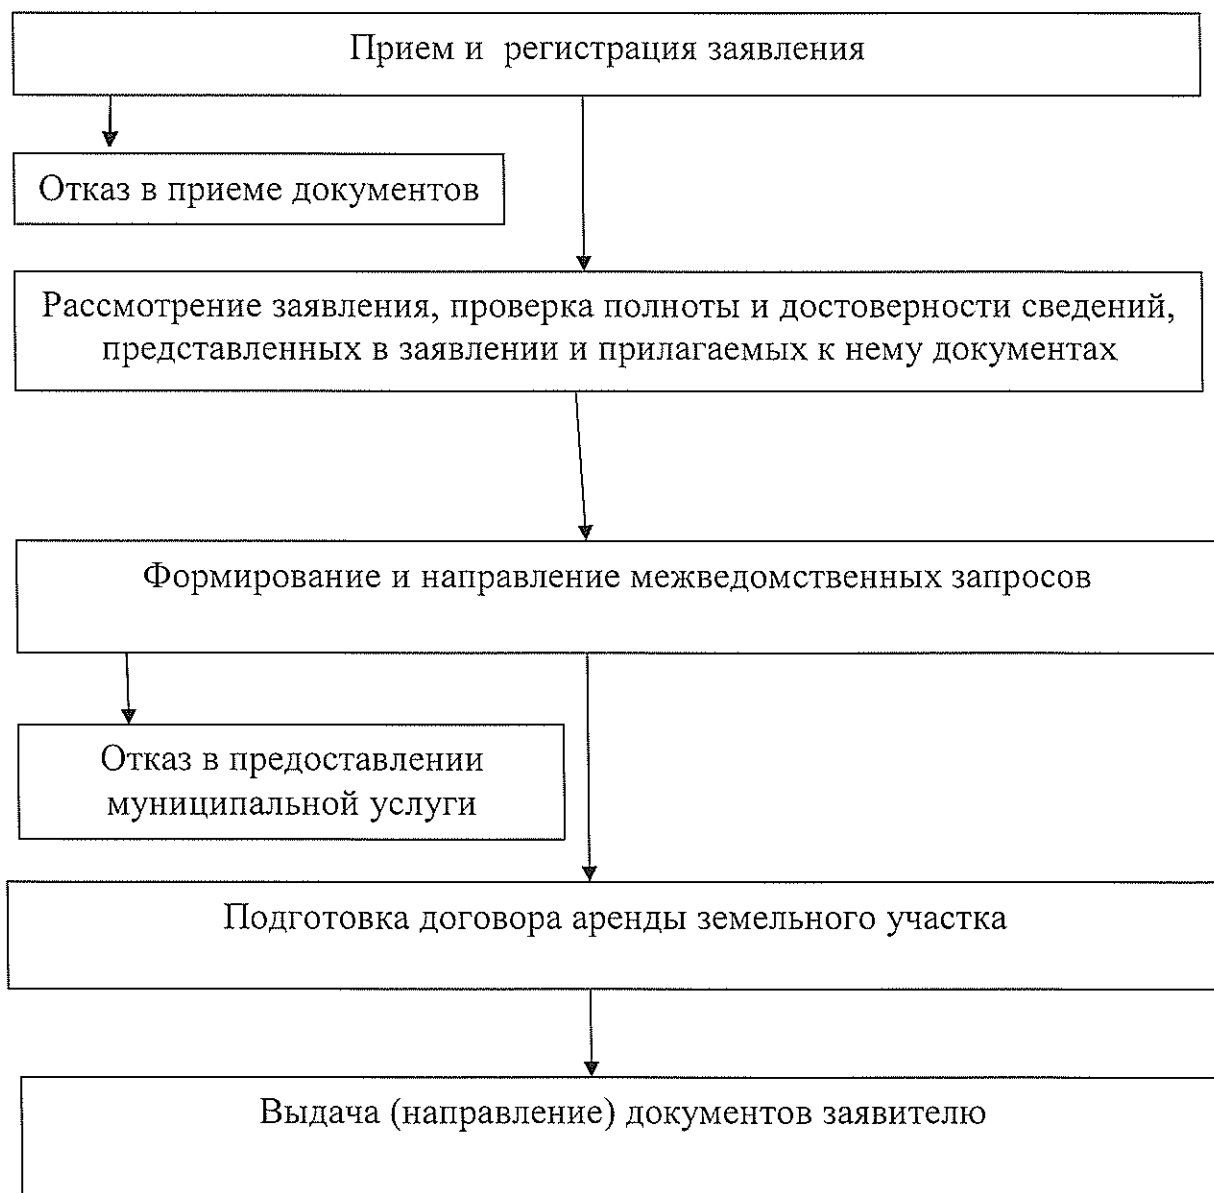 Прием и регистрация заявления
Отказ в приеме документов
Рассмотрение заявления, проверка полноты и достоверности сведений,
представленных в заявлении и прилагаемых к нему документах
Формирование и направление межведомственных запросов
Отказ в предоставлении
муниципальной услуги
Подготовка договора аренды земельного участка
Выдача (направление) документов заявителю